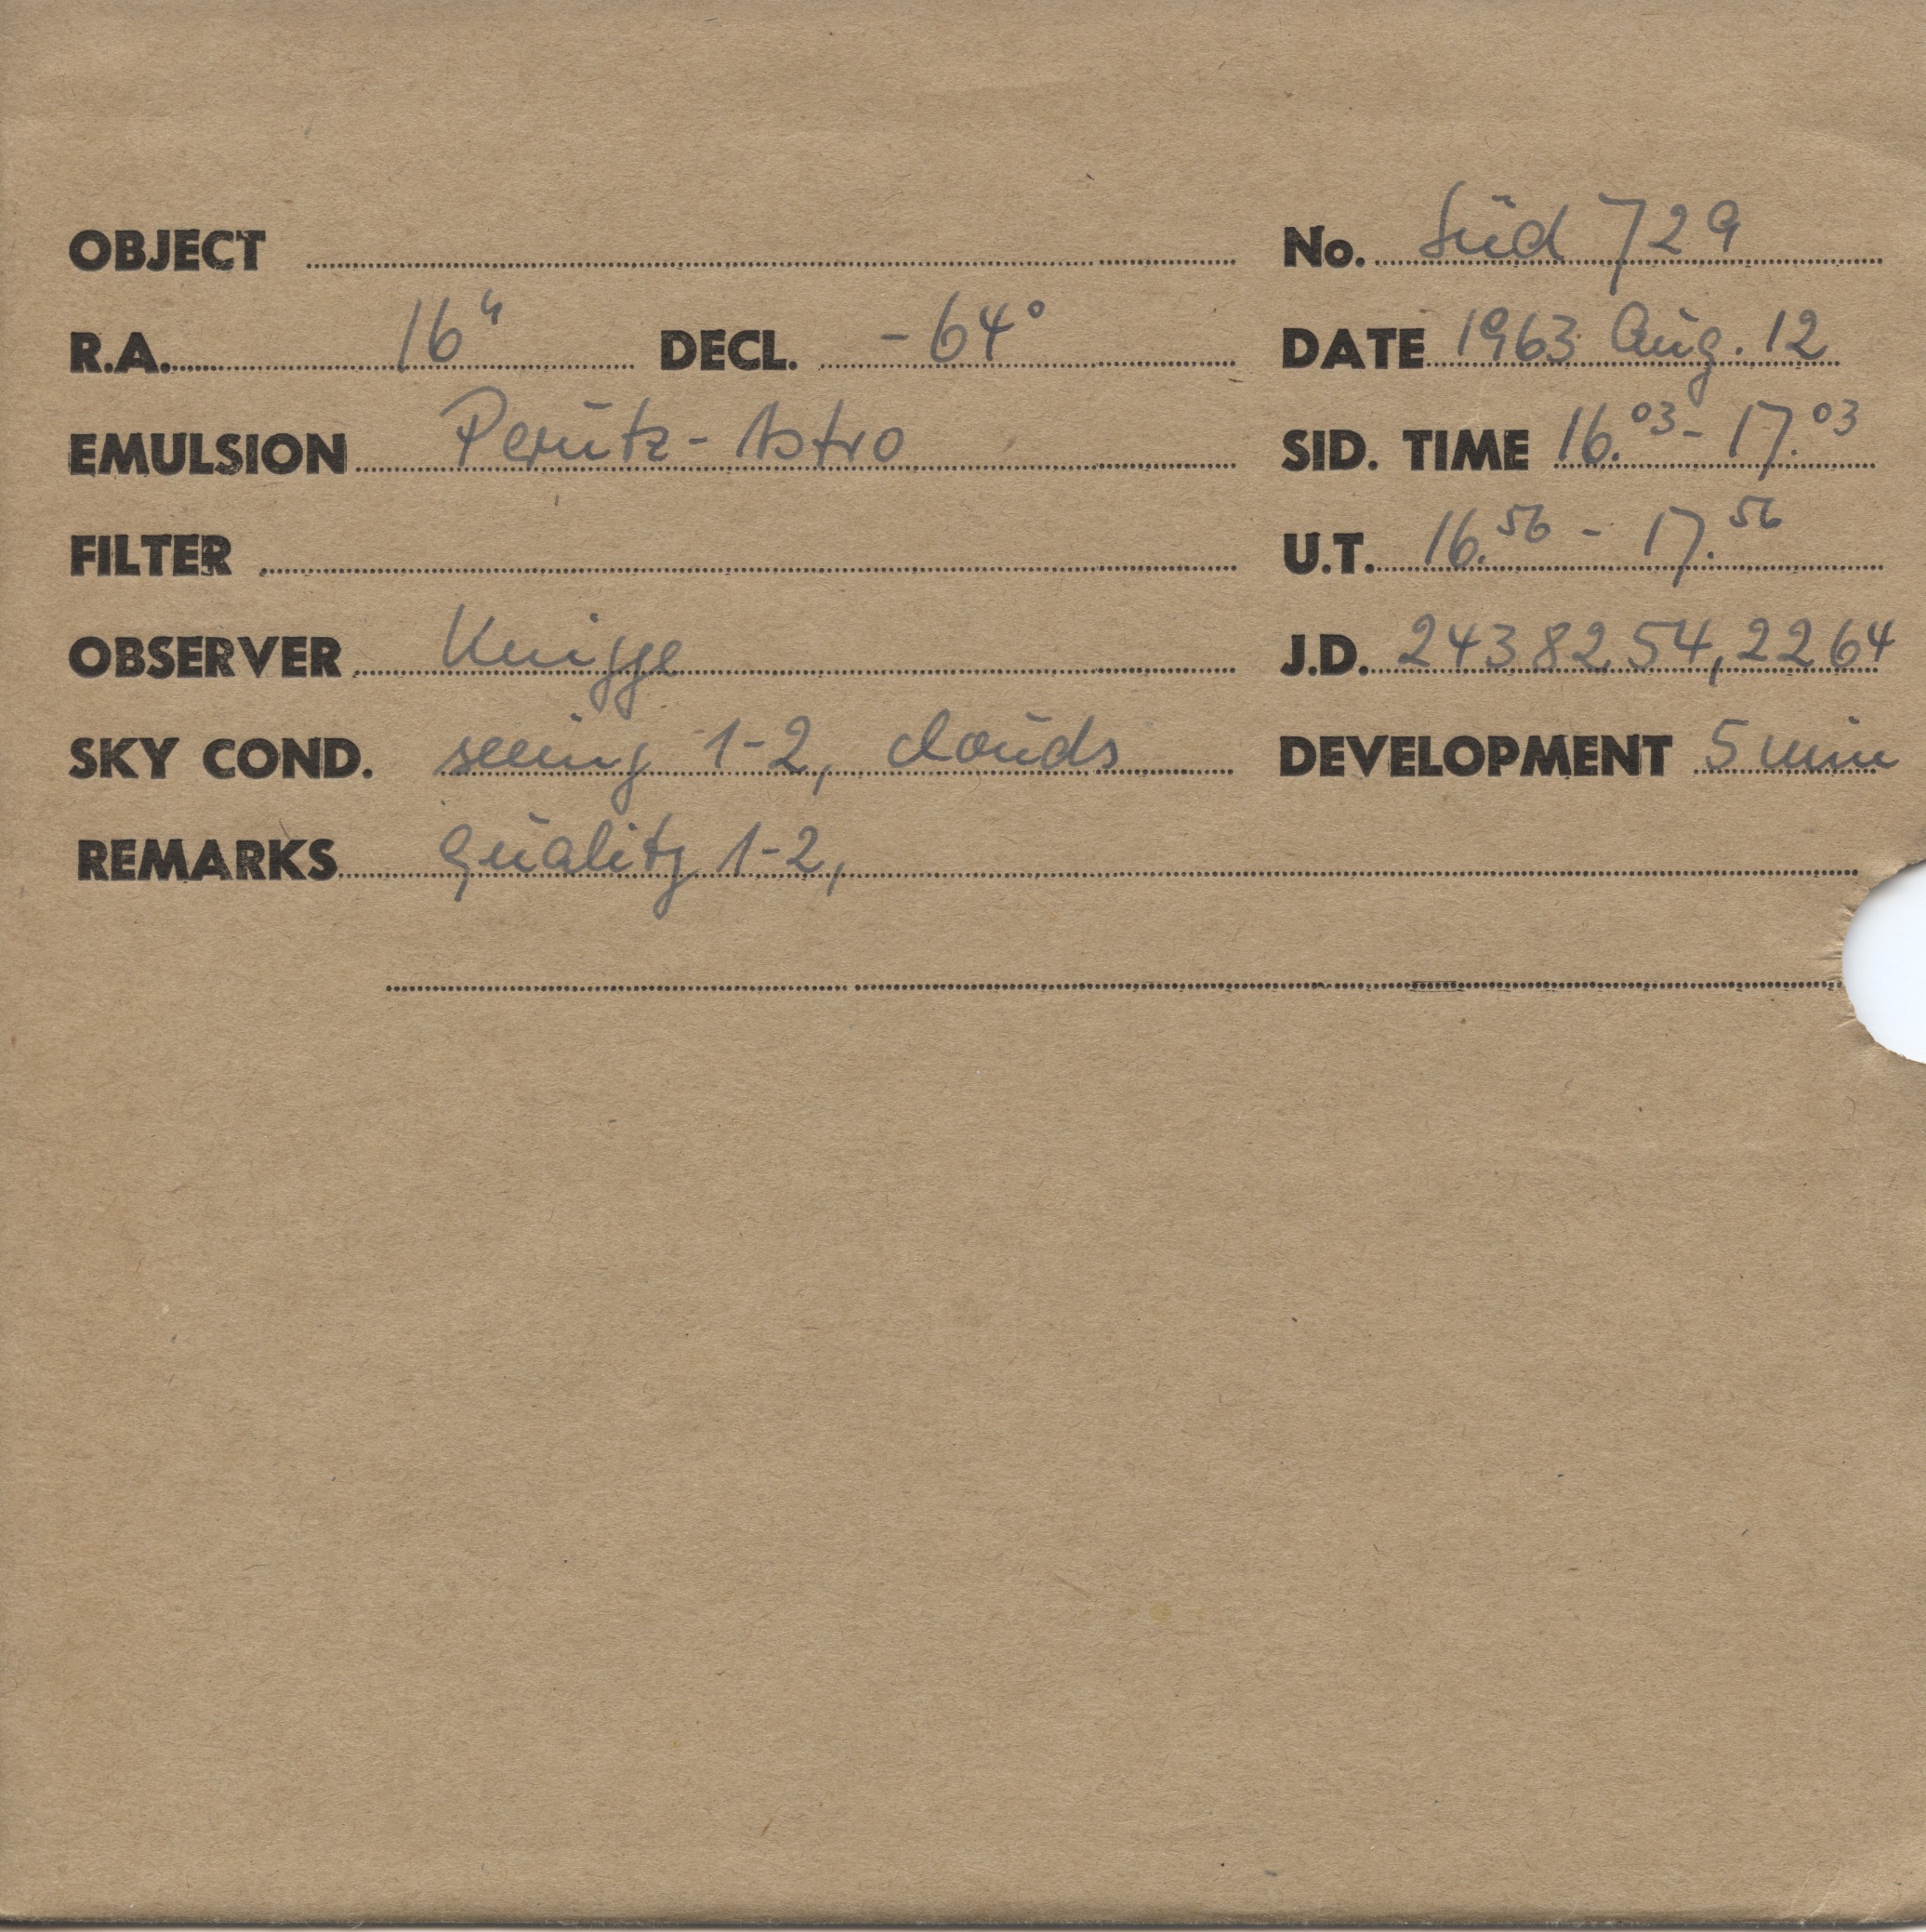 OBJECT No. Süd 729
R.A. 16ʰ DECL. -64° DATE 1963 Aug. 12
EMULSION Perutz-Astro SID. TIME 16.⁰³ - 17.⁰³
FILTER U.T. 16.⁵⁶ - 17.⁵⁶
OBSERVER Knigge J.D. 2438254,2264
SKY COND. seeing 1-2, clouds DEVELOPMENT 5 min
REMARKS quality 1-2,